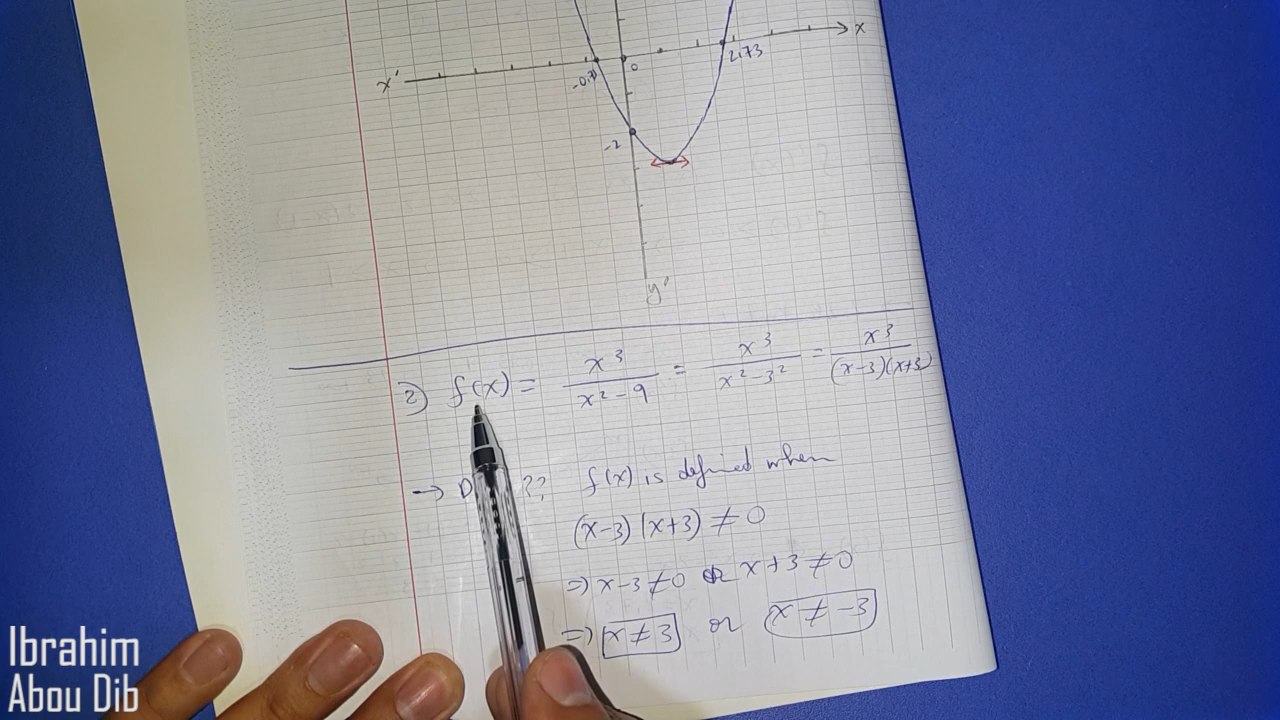 x
x'
-0.73
0
2,73
-2
y'
2) f(x) = x³/(x² - 9) = x³/(x² - 3²) = x³/((x-3)(x+3))
→ D ?? f(x) is defined when
(x-3)(x+3) ≠ 0
⇒ x-3 ≠ 0 or x+3 ≠ 0
⇒ x ≠ 3 or x ≠ -3
Ibrahim
Abou Dib